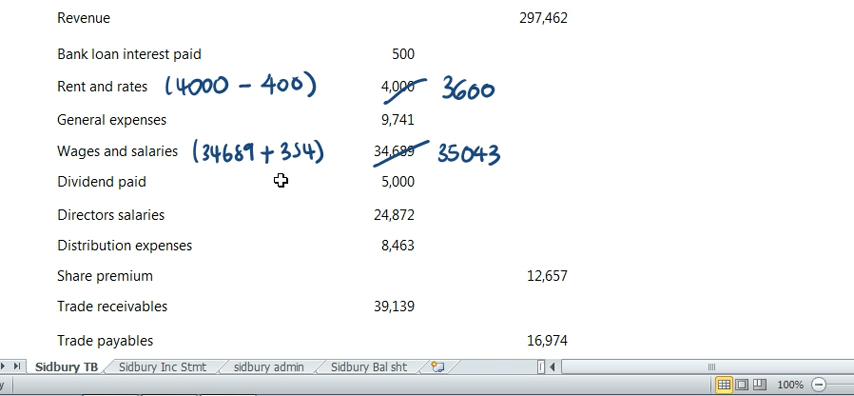 Revenue 297,462
Bank loan interest paid 500
Rent and rates (4000 - 400) 4,000 3600
General expenses 9,741
Wages and salaries (34689 + 354) 34,689 35043
Dividend paid 5,000
Directors salaries 24,872
Distribution expenses 8,463
Share premium 12,657
Trade receivables 39,139
Trade payables 16,974
Sidbury TB Sidbury Inc Stmt sidbury admin Sidbury Bal sht
y 100%